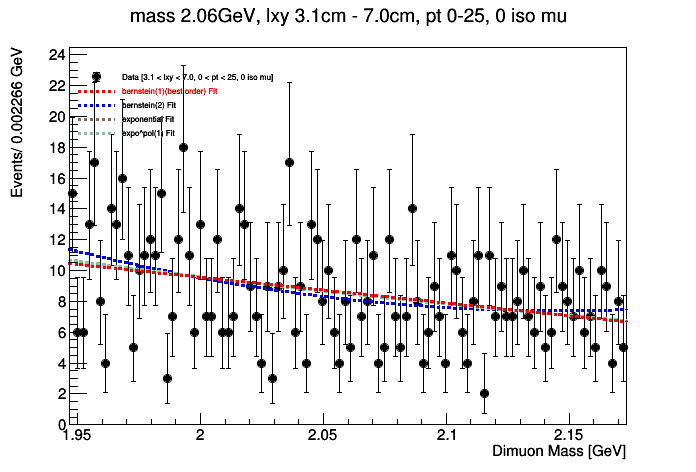 mass 2.06GeV, lxy 3.1cm - 7.0cm, pt 0-25, 0 iso mu
Events/ 0.002266 GeV
24
22
20
18
16
14
12
10
8
6
4
2
0
Data [3.1 < lxy < 7.0, 0 < pt < 25, 0 iso mu]
bernstein(1)(best order) Fit
bernstein(2) Fit
exponential Fit
expo*pol(1) Fit
1.95 2 2.05 2.1 2.15
Dimuon Mass [GeV]